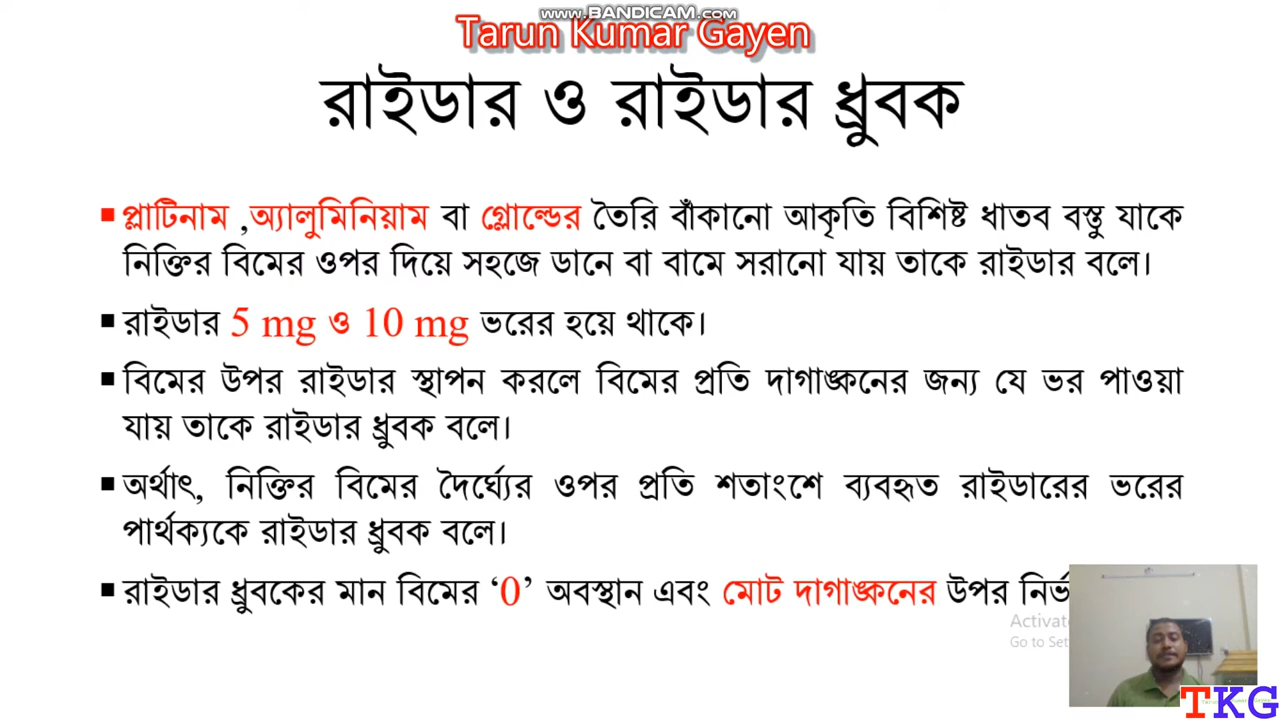 www.BANDICAM.com
Tarun Kumar Gayen
রাইডার ও রাইডার ধ্রুবক
▪ প্লাটিনাম ,অ্যালুমিনিয়াম বা গ্লোল্ডের তৈরি বাঁকানো আকৃতি বিশিষ্ট ধাতব বস্তু যাকে
নিক্তির বিমের ওপর দিয়ে সহজে ডানে বা বামে সরানো যায় তাকে রাইডার বলে।
▪ রাইডার 5 mg ও 10 mg ভরের হয়ে থাকে।
▪ বিমের উপর রাইডার স্থাপন করলে বিমের প্রতি দাগাঙ্কনের জন্য যে ভর পাওয়া
যায় তাকে রাইডার ধ্রুবক বলে।
▪ অর্থাৎ, নিক্তির বিমের দৈর্ঘ্যের ওপর প্রতি শতাংশে ব্যবহৃত রাইডারের ভরের
পার্থক্যকে রাইডার ধ্রুবক বলে।
▪ রাইডার ধ্রুবকের মান বিমের ‘0’ অবস্থান এবং মোট দাগাঙ্কনের উপর নির্ভ
Activate
Go to Set
TKG